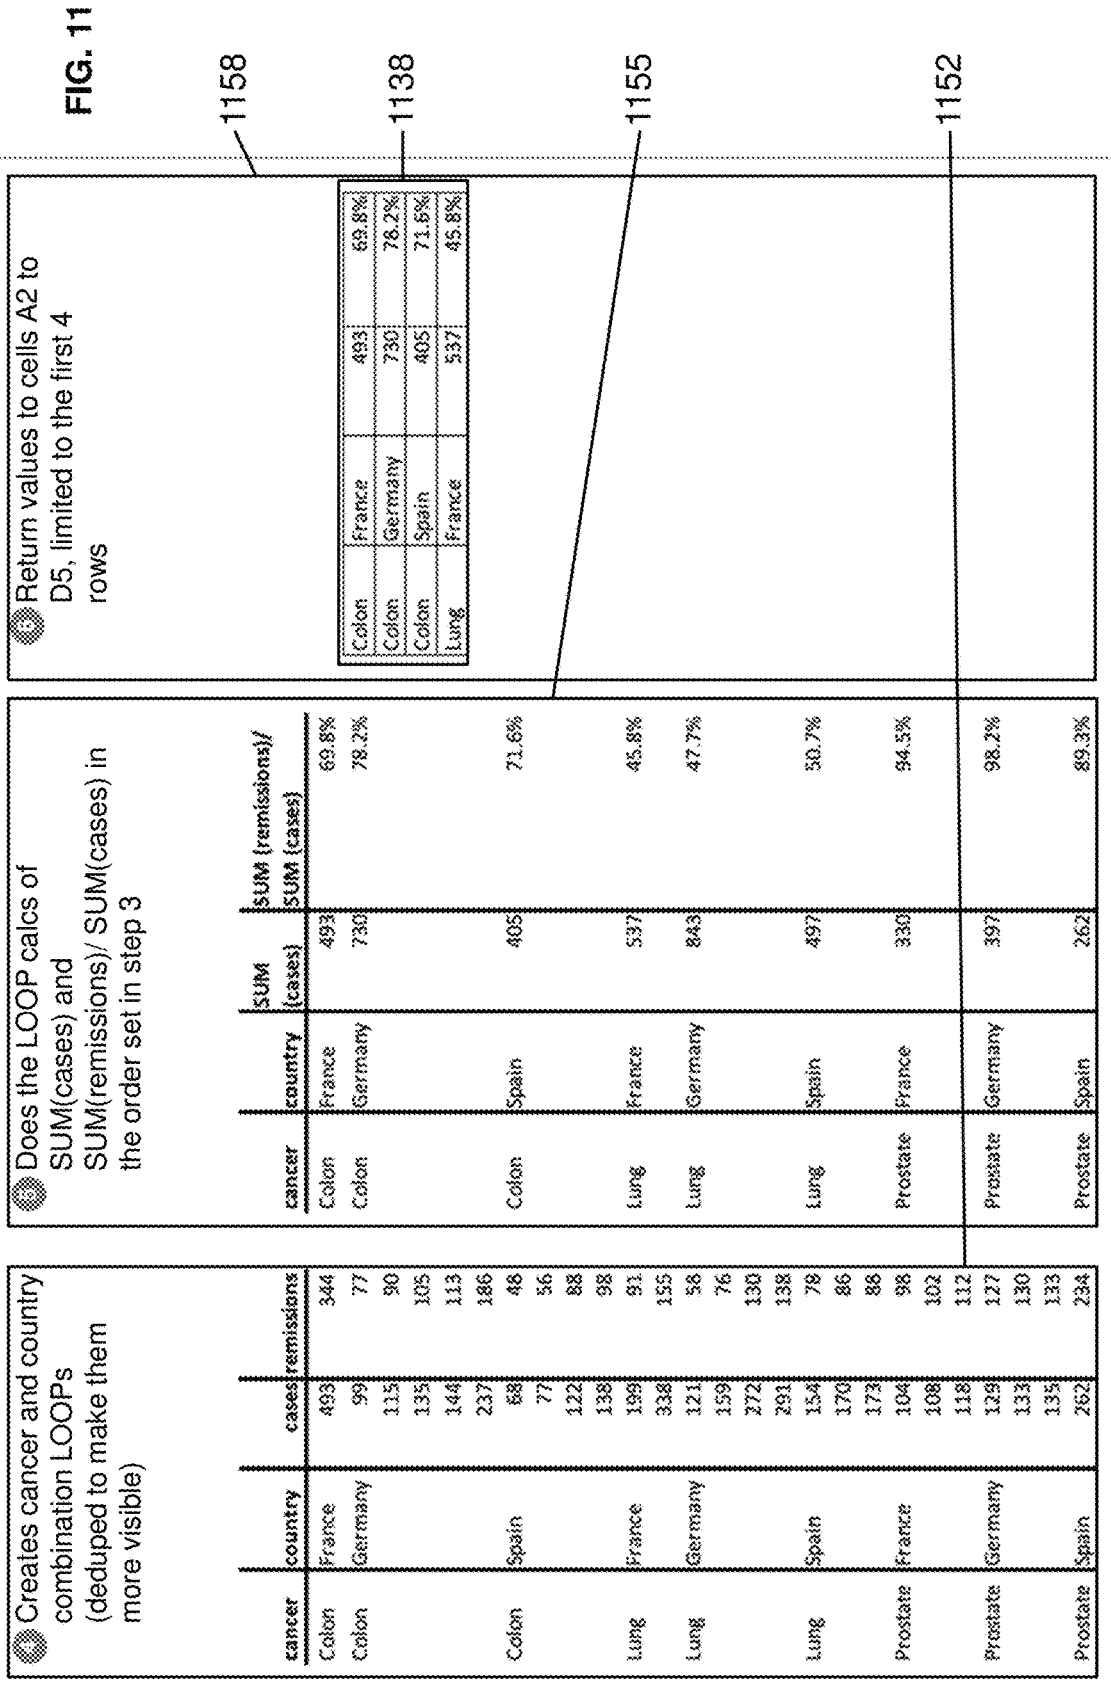 FIG. 11
Creates cancer and country
combination LOOPs
(deduped to make them
more visible)
cancer country cases remissions
Colon France 493 344
Colon Germany 99 77
115 90
135 105
144 113
237 186
Colon Spain 68 48
77 56
122 88
138 98
Lung France 199 91
338 155
Lung Germany 121 58
159 76
272 130
291 138
Lung Spain 154 78
170 86
173 88
Prostate France 104 98
108 102
118 112
Prostate Germany 129 127
133 130
135 133
Prostate Spain 262 234
Does the LOOP calcs of
SUM(cases) and
SUM(remissions)/ SUM(cases) in
the order set in step 3
SUM SUM (remissions)/
cancer country (cases) SUM (cases)
Colon France 493 69.8%
Colon Germany 730 78.2%
Colon Spain 405 71.6%
Lung France 537 45.8%
Lung Germany 843 47.7%
Lung Spain 497 50.7%
Prostate France 330 94.5%
Prostate Germany 397 98.2%
Prostate Spain 262 89.3%
Return values to cells A2 to
D5, limited to the first 4
rows
Colon France 493 69.8%
Colon Germany 730 78.2%
Colon Spain 405 71.6%
Lung France 537 45.8%
1158
1138
1155
1152